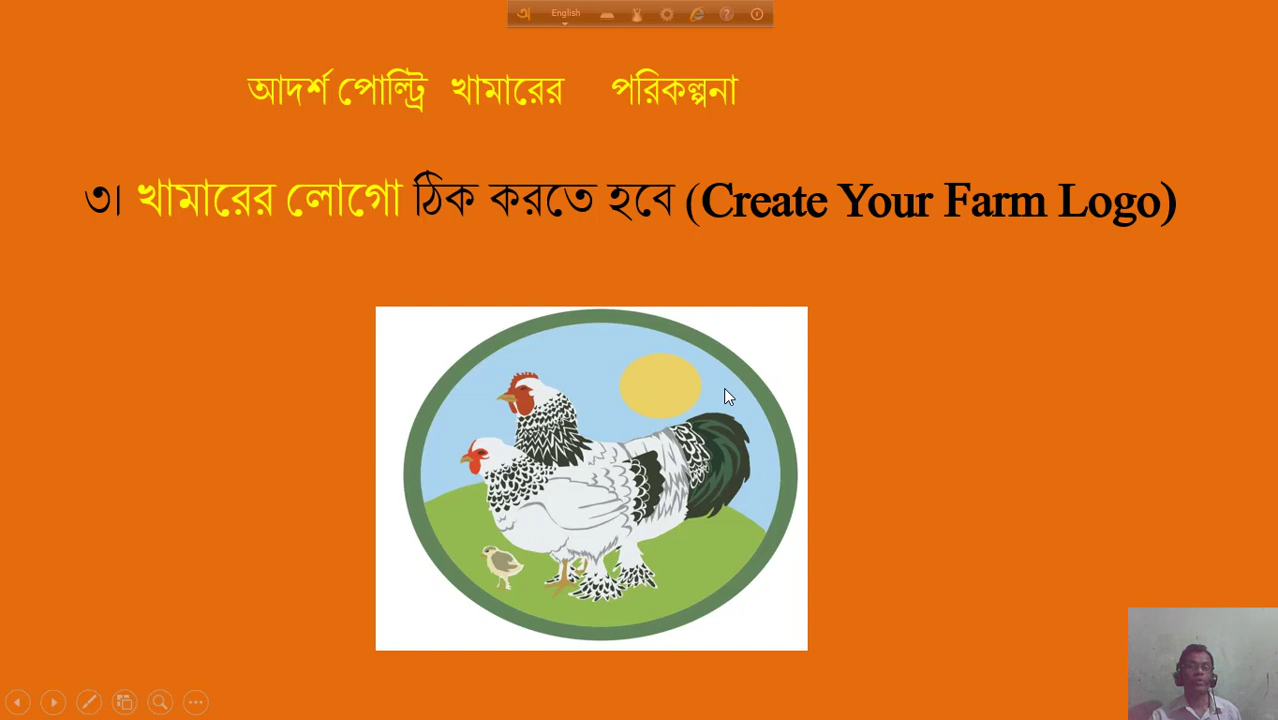 অ English
আদর্শ পোল্ট্রি খামারের পরিকল্পনা
৩। খামারের লোগো ঠিক করতে হবে (Create Your Farm Logo)